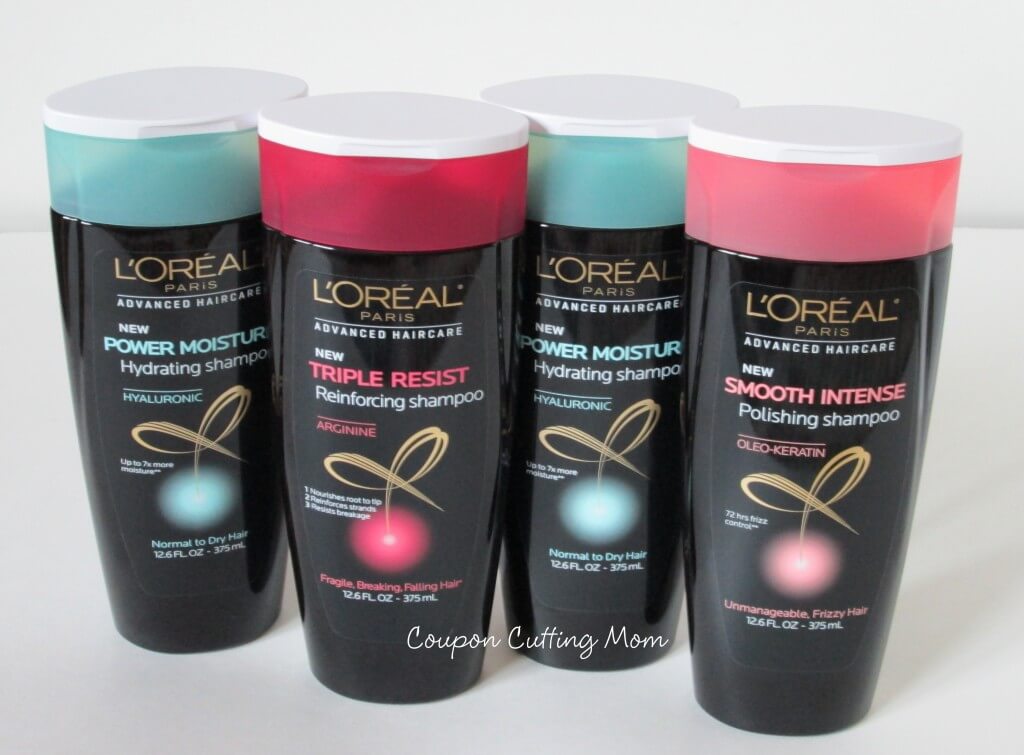 L'ORÉAL
PARIS
ADVANCED HAIRCARE
NEW
POWER MOISTUR
Hydrating shampoo
HYALURONIC
Up to 7x more
moisture**
Normal to Dry Hair
12.6 FL. OZ - 375 mL
L'ORÉAL®
PARIS
ADVANCED HAIRCARE
NEW
TRIPLE RESIST
Reinforcing shampoo
ARGININE
1 Nourishes root to tip
2 Reinforces strands
3 Resists breakage
Fragile, Breaking, Falling Hair*
12.6 FL. OZ - 375 mL
L'ORÉAL
PARIS
ADVANCED HAIRCARE
NEW
POWER MOISTUR
Hydrating shampoo
HYALURONIC
Up to 7x more
moisture**
Normal to Dry Hair
12.6 FL. OZ - 375 mL
L'ORÉAL®
PARIS
ADVANCED HAIRCARE
NEW
SMOOTH INTENSE
Polishing shampoo
OLEO-KERATIN
72 hrs frizz
control**
Unmanageable, Frizzy Hair
12.6 FL. OZ - 375 mL
Coupon Cutting Mom